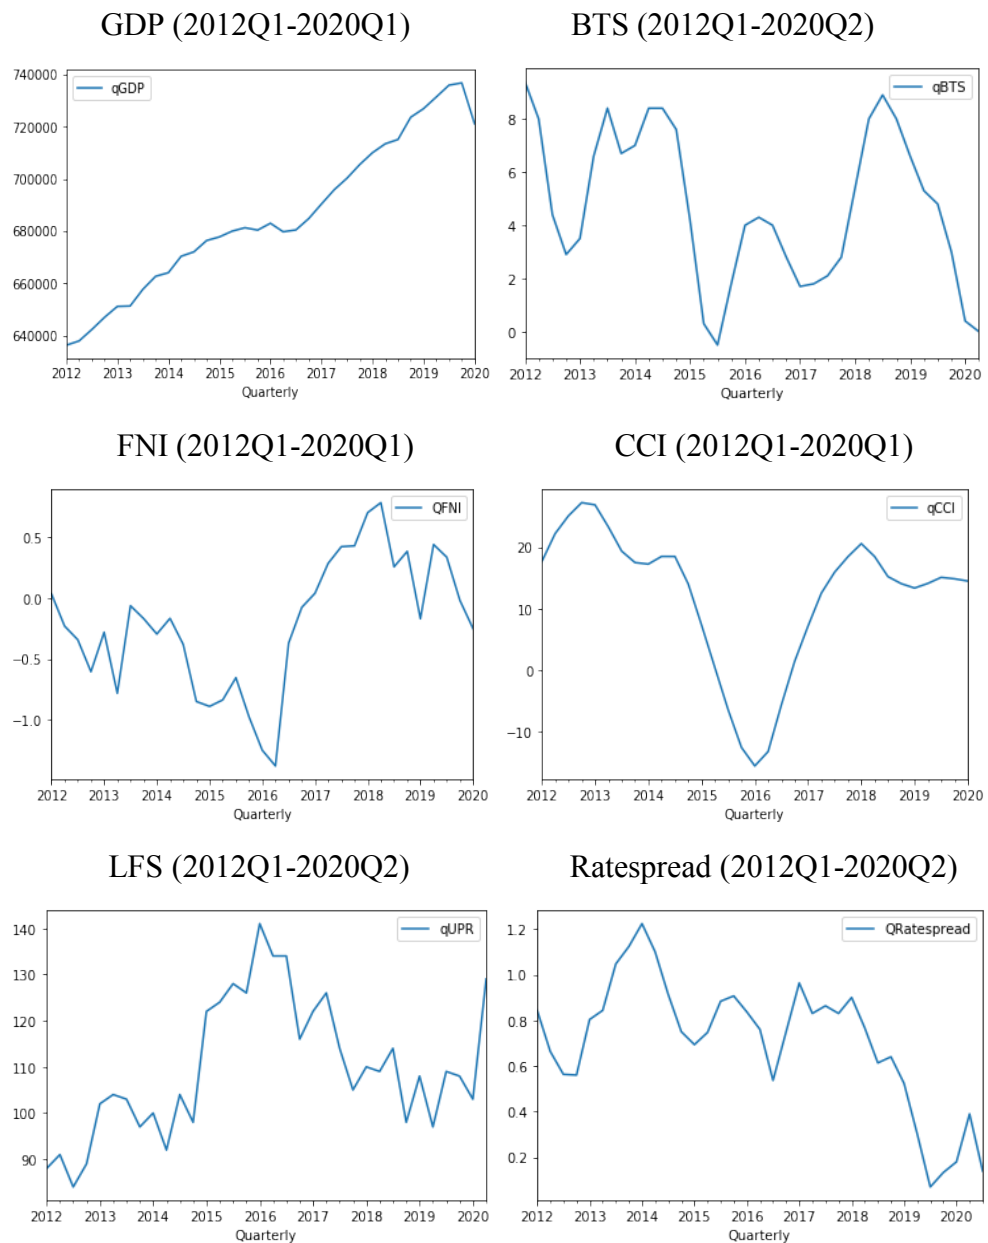 GDP (2012Q1-2020Q1)
BTS (2012Q1-2020Q2)
qGDP
740000
720000
700000
680000
660000
640000
2012 2013 2014 2015 2016 2017 2018 2019 2020
Quarterly
qBTS
8
6
4
2
0
2012 2013 2014 2015 2016 2017 2018 2019 2020
Quarterly
FNI (2012Q1-2020Q1)
CCI (2012Q1-2020Q1)
QFNI
0.5
0.0
−0.5
−1.0
2012 2013 2014 2015 2016 2017 2018 2019 2020
Quarterly
qCCI
20
10
0
−10
2012 2013 2014 2015 2016 2017 2018 2019 2020
Quarterly
LFS (2012Q1-2020Q2)
Ratespread (2012Q1-2020Q2)
qUPR
140
130
120
110
100
90
2012 2013 2014 2015 2016 2017 2018 2019 2020
Quarterly
QRatespread
1.2
1.0
0.8
0.6
0.4
0.2
2012 2013 2014 2015 2016 2017 2018 2019 2020
Quarterly